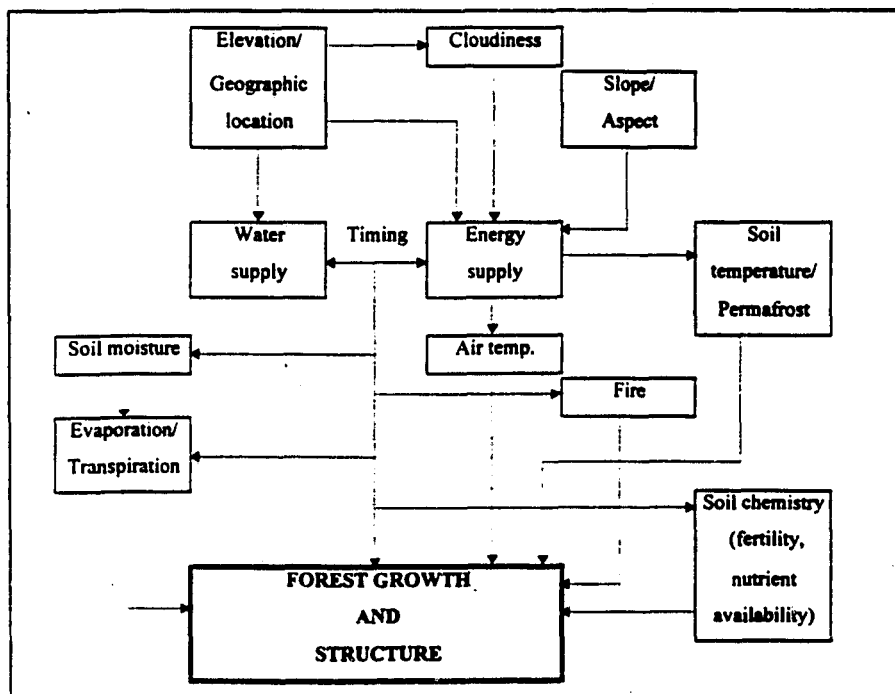 Elevation/
Geographic
location
Cloudiness
Slope/
Aspect
Water
supply
Timing
Energy
supply
Soil
temperature/
Permafrost
Soil moisture
Air temp.
Fire
Evaporation/
Transpiration
Soil chemistry
(fertility,
nutrient
availability)
FOREST GROWTH
AND
STRUCTURE